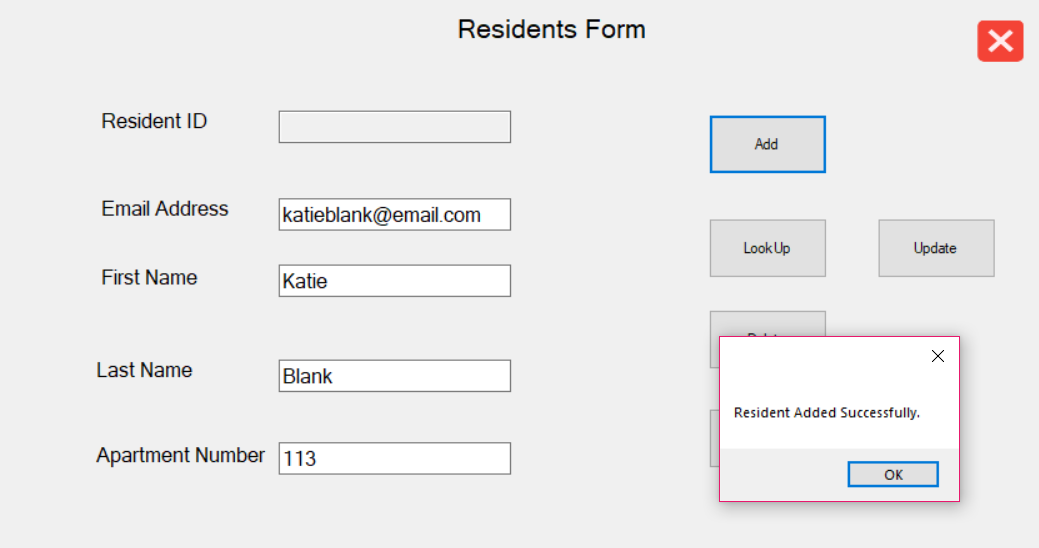 Residents Form
Resident ID
Add
Email Address
katieblank@email.com
LookUp
Update
First Name
Katie
Last Name
Blank
Resident Added Successfully.
Apartment Number
113
OK